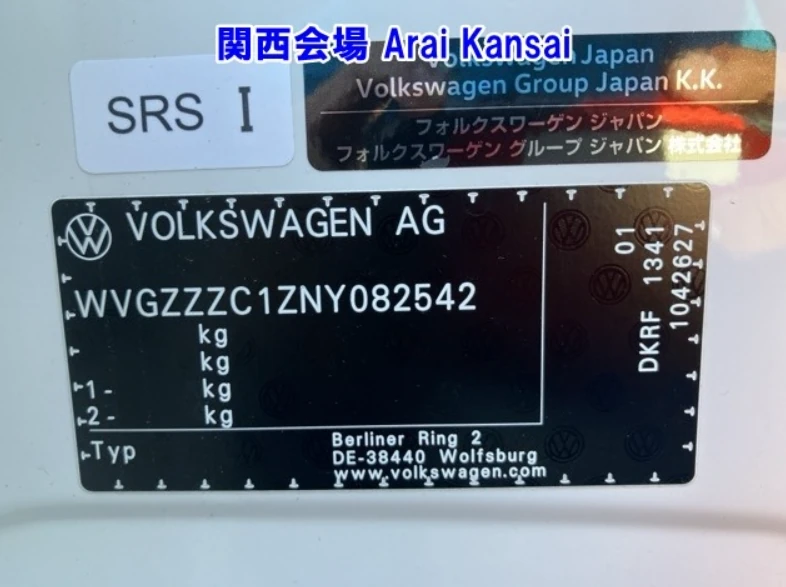 関西会場 Arai Kansai
SRS I
Volkswagen Japan
Volkswagen Group Japan K.K.
フォルクスワーゲン ジャパン
フォルクスワーゲン グループ ジャパン 株式会社
VOLKSWAGEN AG
WVGZZZC1ZNY082542
kg
kg
1- kg
2- kg
Typ
Berliner Ring 2
DE-38440 Wolfsburg
www.volkswagen.com
01
DKRF 1341
1042627